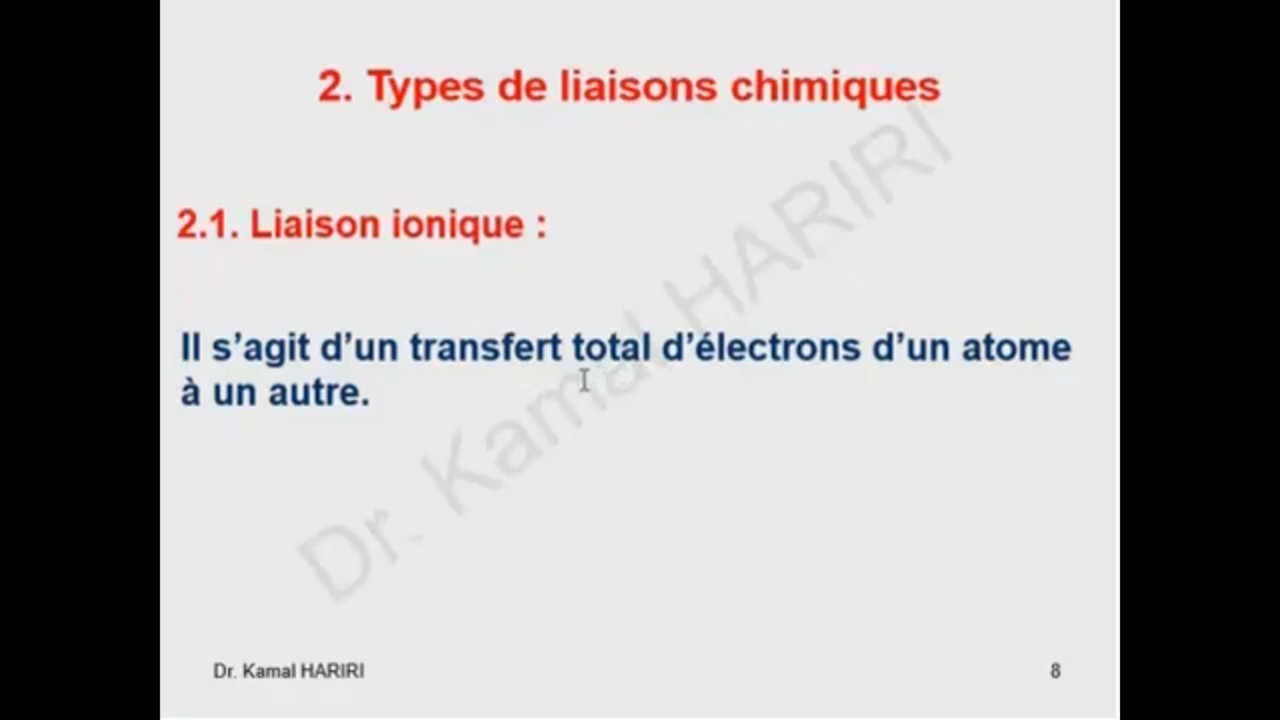 2. Types de liaisons chimiques
2.1. Liaison ionique :
Il s’agit d’un transfert total d’électrons d’un atome
à un autre.
Dr. Kamal HARIRI
Dr. Kamal HARIRI
8